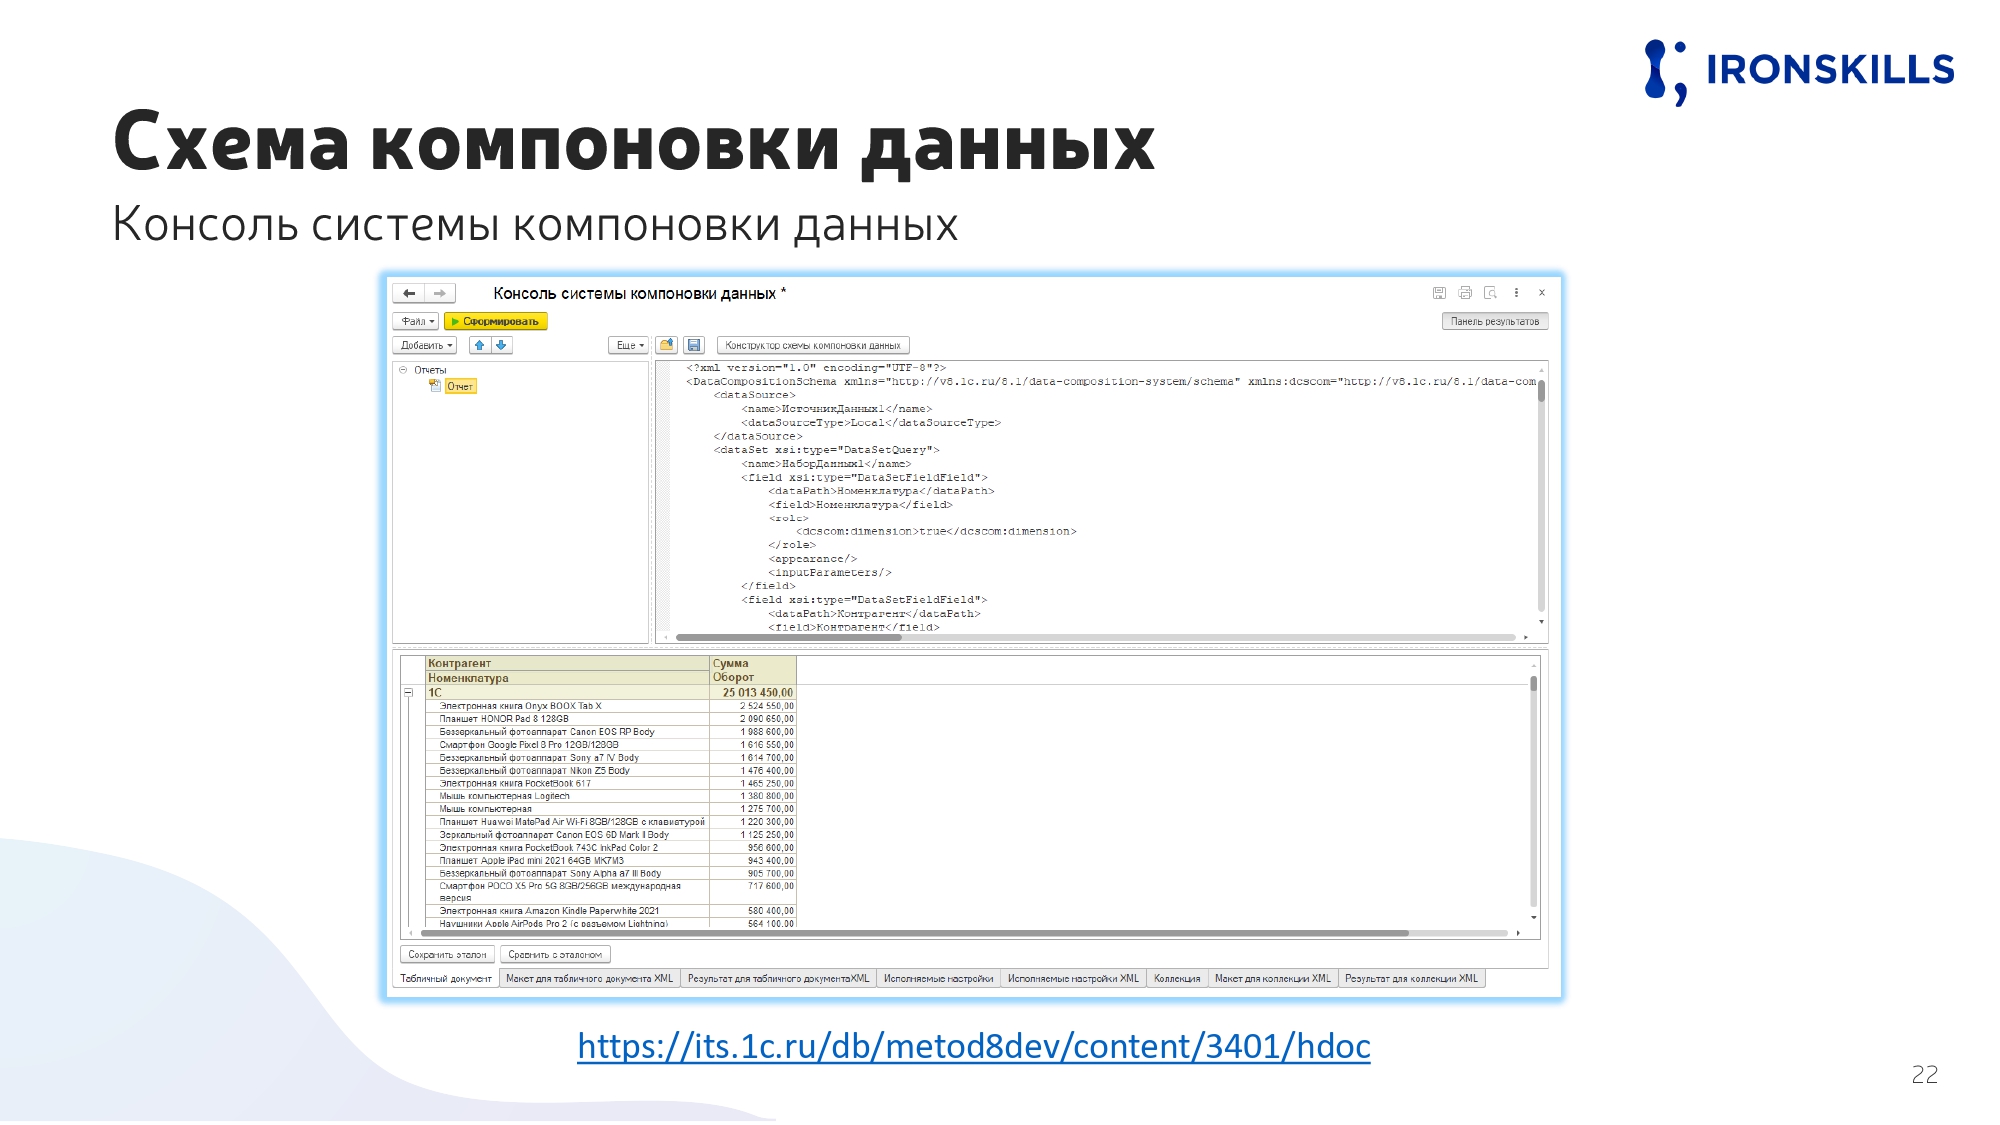 IRONSKILLS
Схема компоновки данных
Консоль системы компоновки данных
Консоль системы компоновки данных *
Файл
Сформировать
Панель результатов
Добавить
Еще
Конструктор схемы компоновки данных
Отчеты
Отчет
<?xml version="1.0" encoding="UTF-8"?>
<DataCompositionSchema xmlns="http://v8.1c.ru/8.1/data-composition-system/schema" xmlns:dcscom="http://v8.1c.ru/8.1/data-com
<dataSource>
<name>ИсточникДанных1</name>
<dataSourceType>Local</dataSourceType>
</dataSource>
<dataSet xsi:type="DataSetQuery">
<name>НаборДанных1</name>
<field xsi:type="DataSetFieldField">
<dataPath>Номенклатура</dataPath>
<field>Номенклатура</field>
<role>
<dcscom:dimension>true</dcscom:dimension>
</role>
<appearance/>
<inputParameters/>
</field>
<field xsi:type="DataSetFieldField">
<dataPath>Контрагент</dataPath>
<field>Контрагент</field>
Контрагент Сумма
Номенклатура Оборот
1С 25 013 450,00
Электронная книга Onyx BOOX Tab X 2 524 550,00
Планшет HONOR Pad 8 128GB 2 090 650,00
Беззеркальный фотоаппарат Canon EOS RP Body 1 988 600,00
Смартфон Google Pixel 8 Pro 12GB/128GB 1 616 550,00
Беззеркальный фотоаппарат Sony a7 IV Body 1 614 700,00
Беззеркальный фотоаппарат Nikon Z5 Body 1 476 400,00
Электронная книга PocketBook 617 1 465 250,00
Мышь компьютерная Logitech 1 380 800,00
Мышь компьютерная 1 275 700,00
Планшет Huawei MatePad Air Wi-Fi 8GB/128GB с клавиатурой 1 220 300,00
Зеркальный фотоаппарат Canon EOS 6D Mark II Body 1 125 250,00
Электронная книга PocketBook 743C InkPad Color 2 956 600,00
Планшет Apple iPad mini 2021 64GB MK7M3 943 400,00
Беззеркальный фотоаппарат Sony Alpha a7 III Body 905 700,00
Смартфон POCO X5 Pro 5G 8GB/256GB международная 717 600,00
версия
Электронная книга Amazon Kindle Paperwhite 2021 580 400,00
Наушники Apple AirPods Pro 2 (с разъемом Lightning) 564 100,00
Сохранить эталон
Сравнить с эталоном
Табличный документ
Макет для табличного документа XML
Результат для табличного документаXML
Исполняемые настройки
Исполняемые настройки XML
Коллекция
Макет для коллекции XML
Результат для коллекции XML
https://its.1c.ru/db/metod8dev/content/3401/hdoc
22